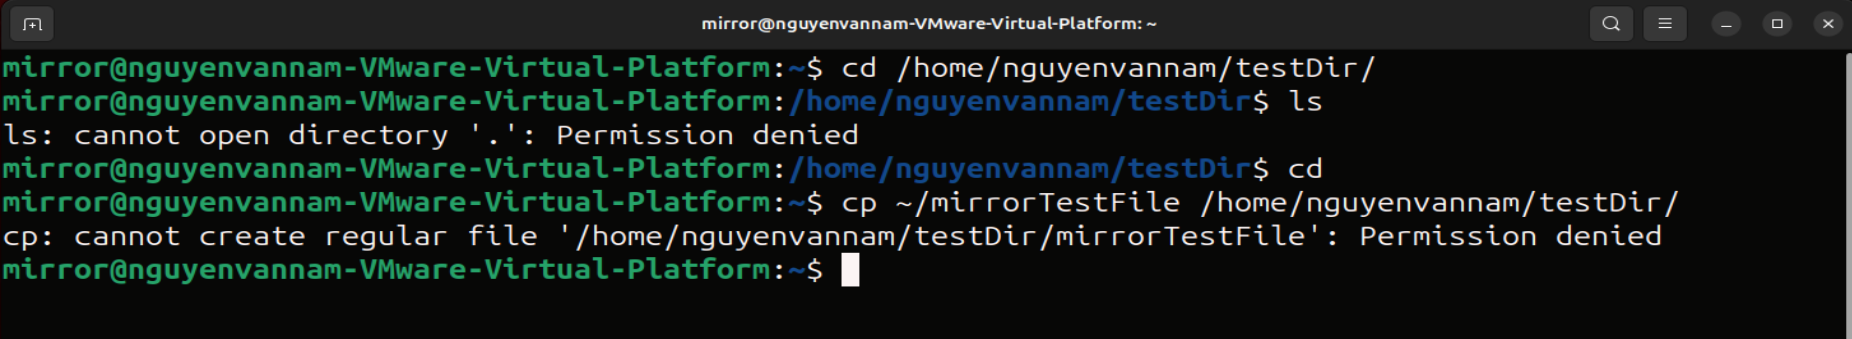 mirror@nguyenvannam-VMware-Virtual-Platform: ~
mirror@nguyenvannam-VMware-Virtual-Platform:~$ cd /home/nguyenvannam/testDir/
mirror@nguyenvannam-VMware-Virtual-Platform:/home/nguyenvannam/testDir$ ls
ls: cannot open directory '.': Permission denied
mirror@nguyenvannam-VMware-Virtual-Platform:/home/nguyenvannam/testDir$ cd
mirror@nguyenvannam-VMware-Virtual-Platform:~$ cp ~/mirrorTestFile /home/nguyenvannam/testDir/
cp: cannot create regular file '/home/nguyenvannam/testDir/mirrorTestFile': Permission denied
mirror@nguyenvannam-VMware-Virtual-Platform:~$